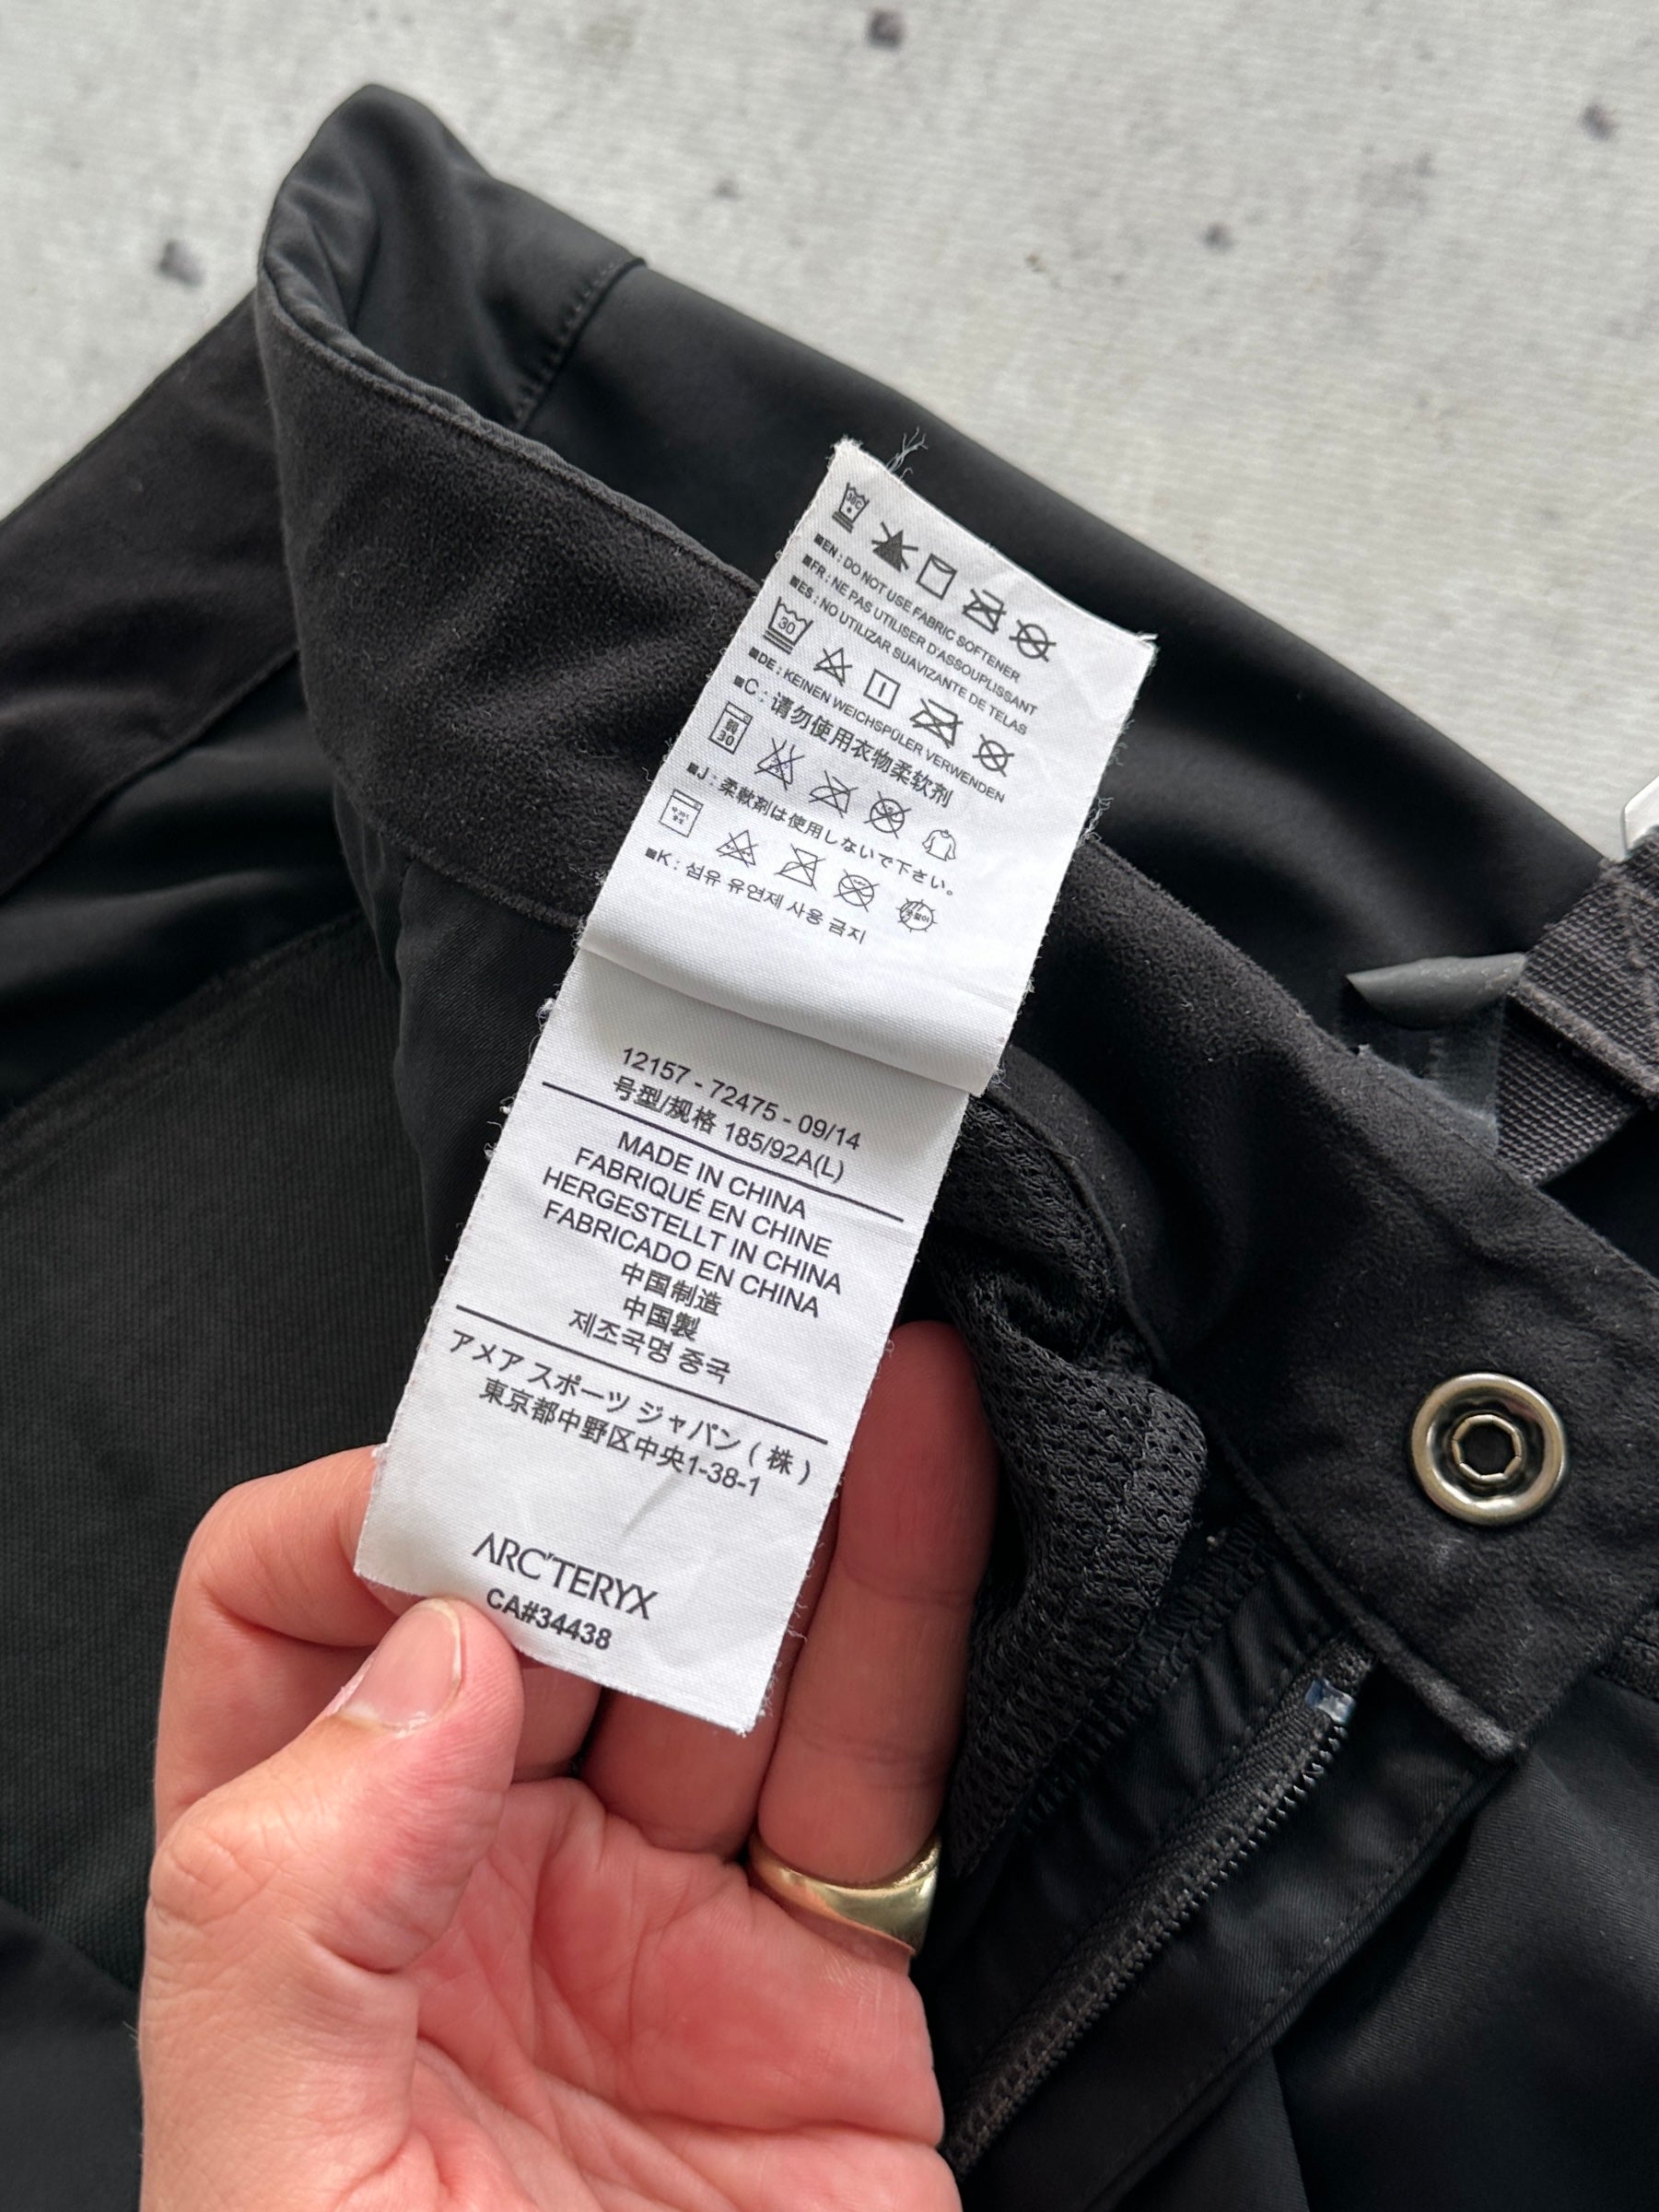 EN : DO NOT USE FABRIC SOFTENER
FR : NE PAS UTILISER D'ASSOUPLISSANT
ES : NO UTILIZAR SUAVIZANTE DE TELAS
30
DE : KEINEN WEICHSPÜLER VERWENDEN
C : 请勿使用衣物柔软剂
30
J : 柔軟剤は使用しないで下さい。
K : 섬유 유연제 사용 금지
12157 - 72475 - 09/14
号型/规格 185/92A(L)
MADE IN CHINA
FABRIQUÉ EN CHINE
HERGESTELLT IN CHINA
FABRICADO EN CHINA
中国制造
中国製
제조국명 중국
アメア スポーツ ジャパン ( 株 )
東京都中野区中央1-38-1
ARC'TERYX
CA#34438